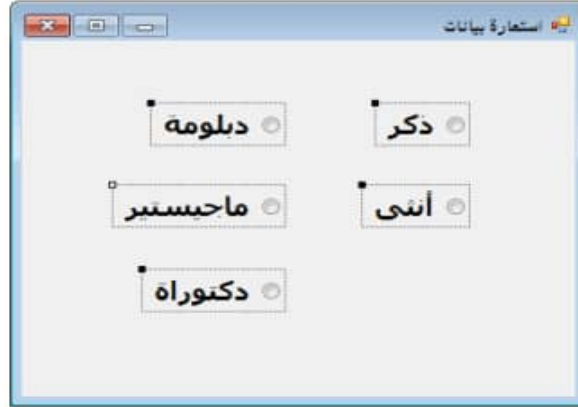 استعارة بيانات
ذكر
دبلومة
أنثى
ماجيستير
دكتوراة